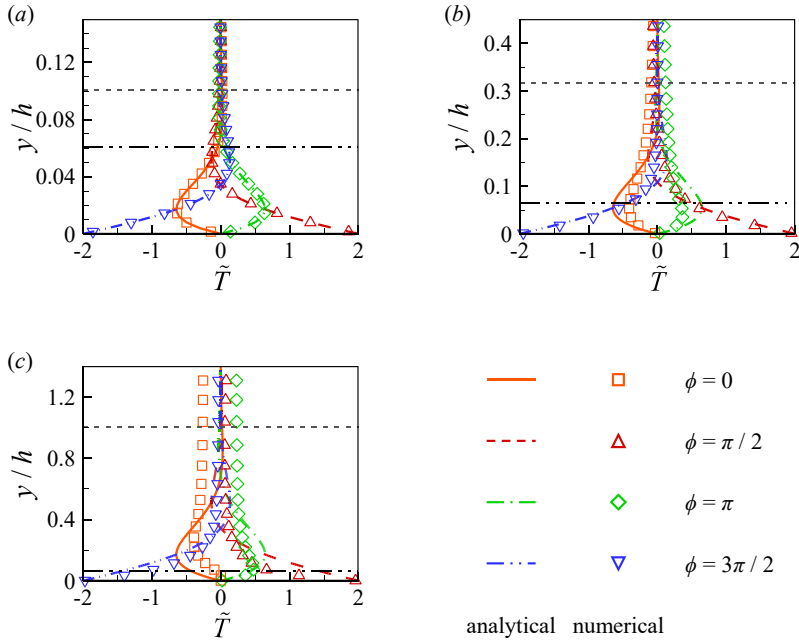 (a)
y / h
0.12
0.08
0.04
0
-2 -1 0 1 2
T̃
(b)
y / h
0.4
0.3
0.2
0.1
0
-2 -1 0 1 2
T̃
(c)
y / h
1.2
0.8
0.4
0
-2 -1 0 1 2
T̃
ϕ = 0
ϕ = π / 2
ϕ = π
ϕ = 3π / 2
analytical numerical